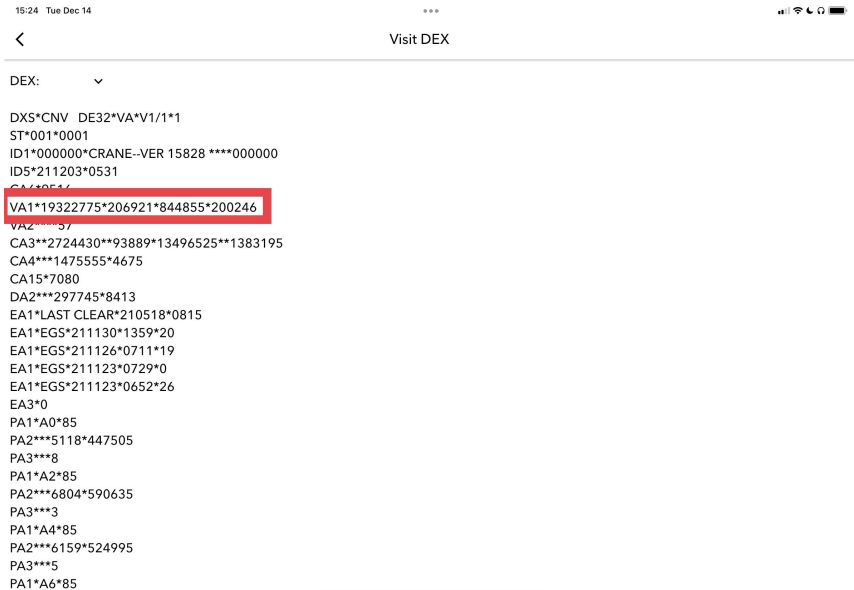 15:24 Tue Dec 14
Visit DEX
DEX:
DXS*CNV DE32*VA*V1/1*1
ST*001*0001
ID1*000000*CRANE--VER 15828 ****000000
ID5*211203*0531
VA1*19322775*206921*844855*200246
VA2****57
CA3**2724430**93889*13496525**1383195
CA4***1475555*4675
CA15*7080
DA2***297745*8413
EA1*LAST CLEAR*210518*0815
EA1*EGS*211130*1359*20
EA1*EGS*211126*0711*19
EA1*EGS*211123*0729*0
EA1*EGS*211123*0652*26
EA3*0
PA1*A0*85
PA2***5118*447505
PA3***8
PA1*A2*85
PA2***6804*590635
PA3***3
PA1*A4*85
PA2***6159*524995
PA3***5
PA1*A6*85